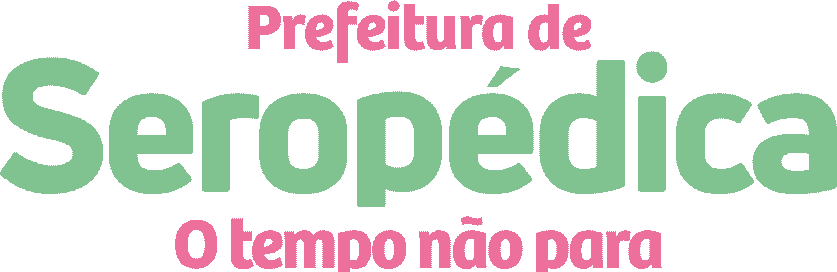 Prefeitura de
Seropédica
O tempo não para